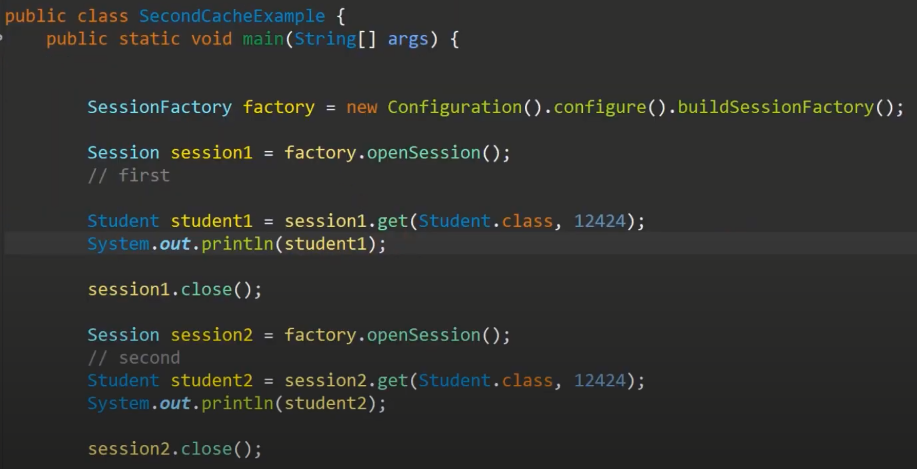 public class SecondCacheExample {
public static void main(String[] args) {
SessionFactory factory = new Configuration().configure().buildSessionFactory();
Session session1 = factory.openSession();
// first
Student student1 = session1.get(Student.class, 12424);
System.out.println(student1);
session1.close();
Session session2 = factory.openSession();
// second
Student student2 = session2.get(Student.class, 12424);
System.out.println(student2);
session2.close();